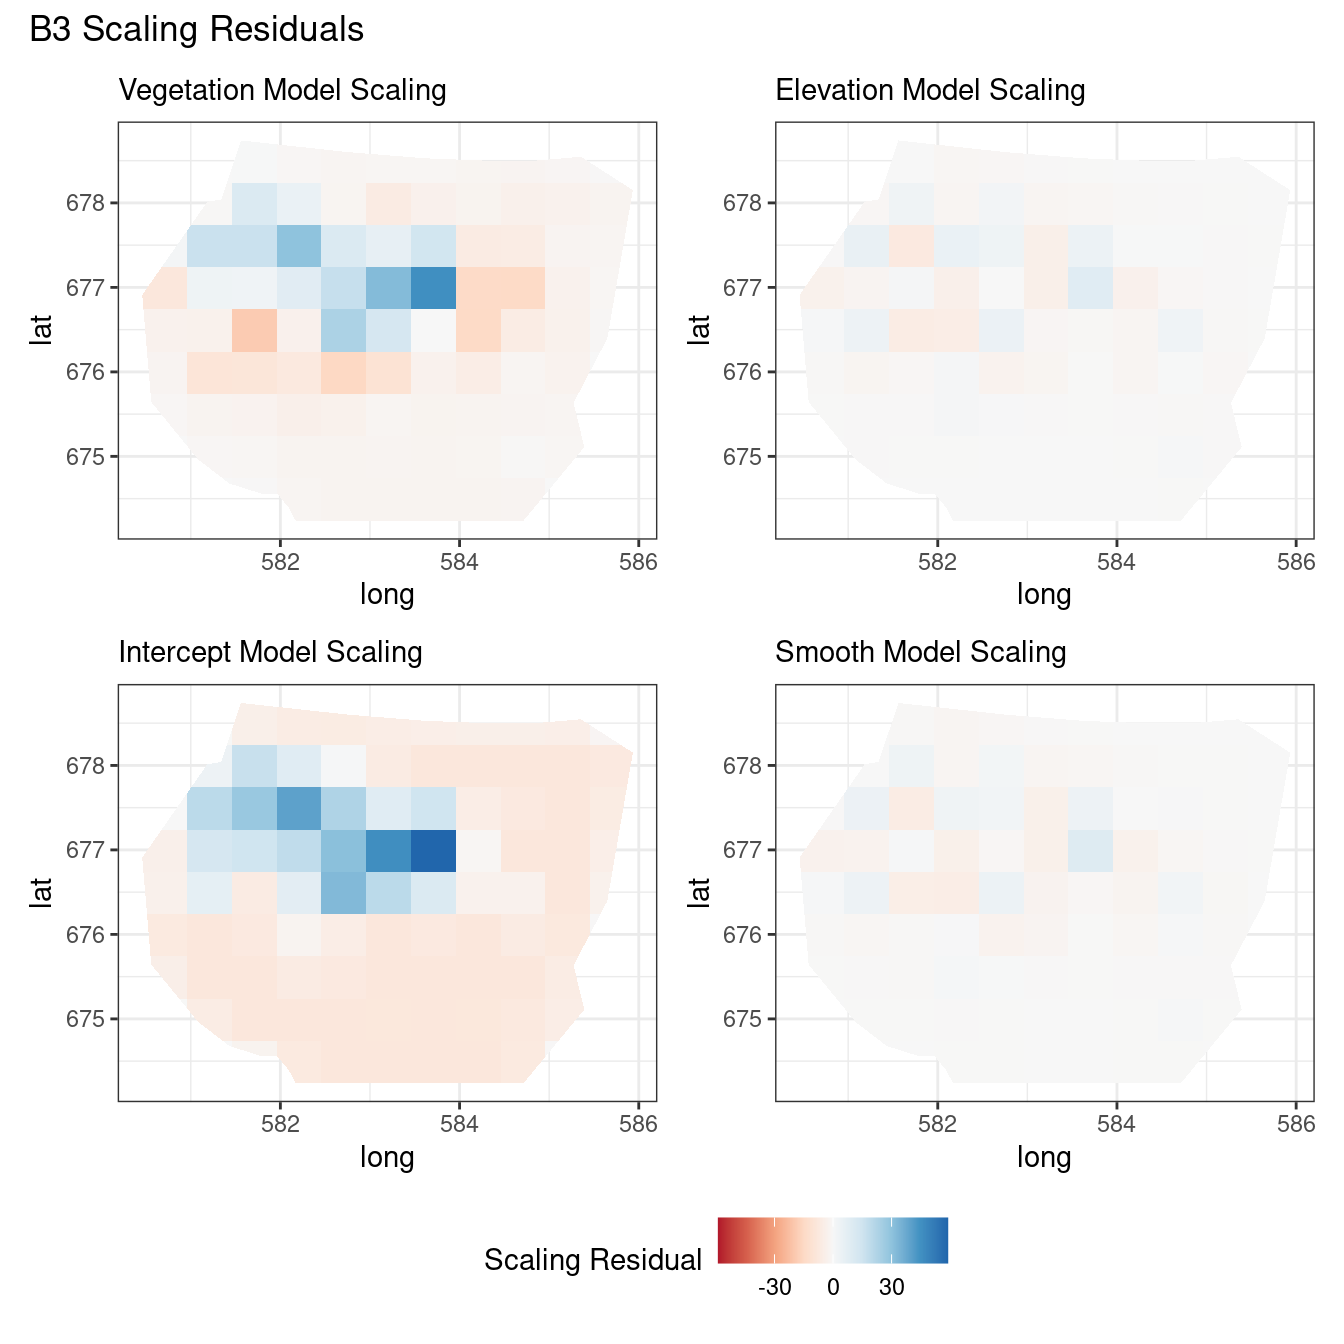 B3 Scaling Residuals
Vegetation Model Scaling
678
677
676
675
lat
582 584 586
long
Elevation Model Scaling
678
677
676
675
lat
582 584 586
long
Intercept Model Scaling
678
677
676
675
lat
582 584 586
long
Smooth Model Scaling
678
677
676
675
lat
582 584 586
long
Scaling Residual
-30 0 30